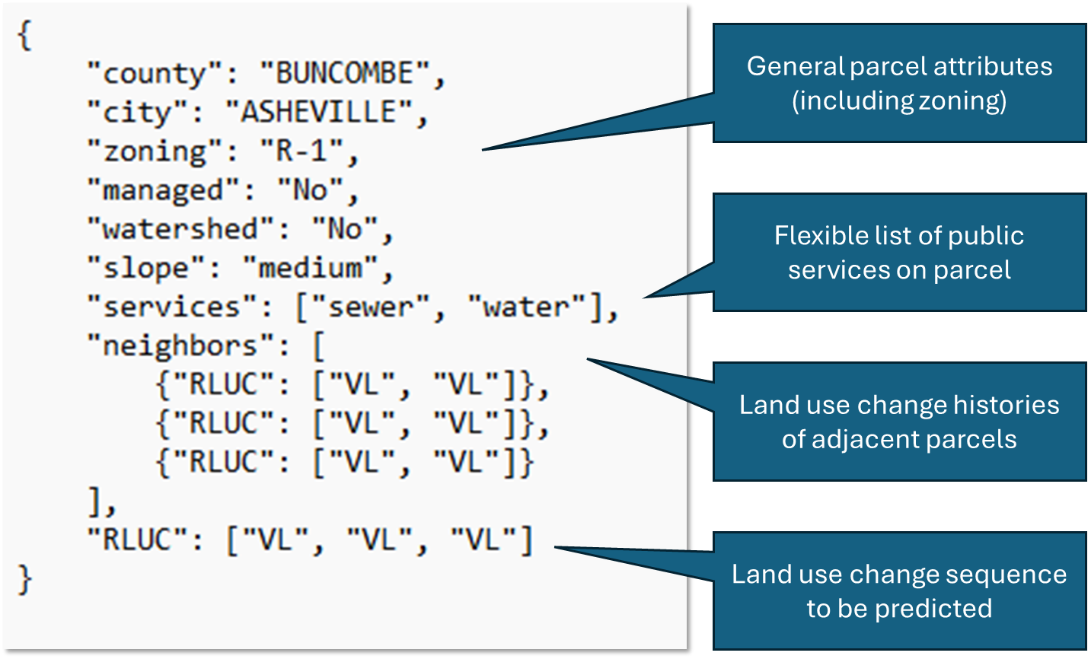 {
"county": "BUNCOMBE",
"city": "ASHEVILLE",
"zoning": "R-1",
"managed": "No",
"watershed": "No",
"slope": "medium",
"services": ["sewer", "water"],
"neighbors": [
{"RLUC": ["VL", "VL"]},
{"RLUC": ["VL", "VL"]},
{"RLUC": ["VL", "VL"]}
],
"RLUC": ["VL", "VL", "VL"]
}
General parcel attributes
(including zoning)
Flexible list of public
services on parcel
Land use change histories
of adjacent parcels
Land use change sequence
to be predicted